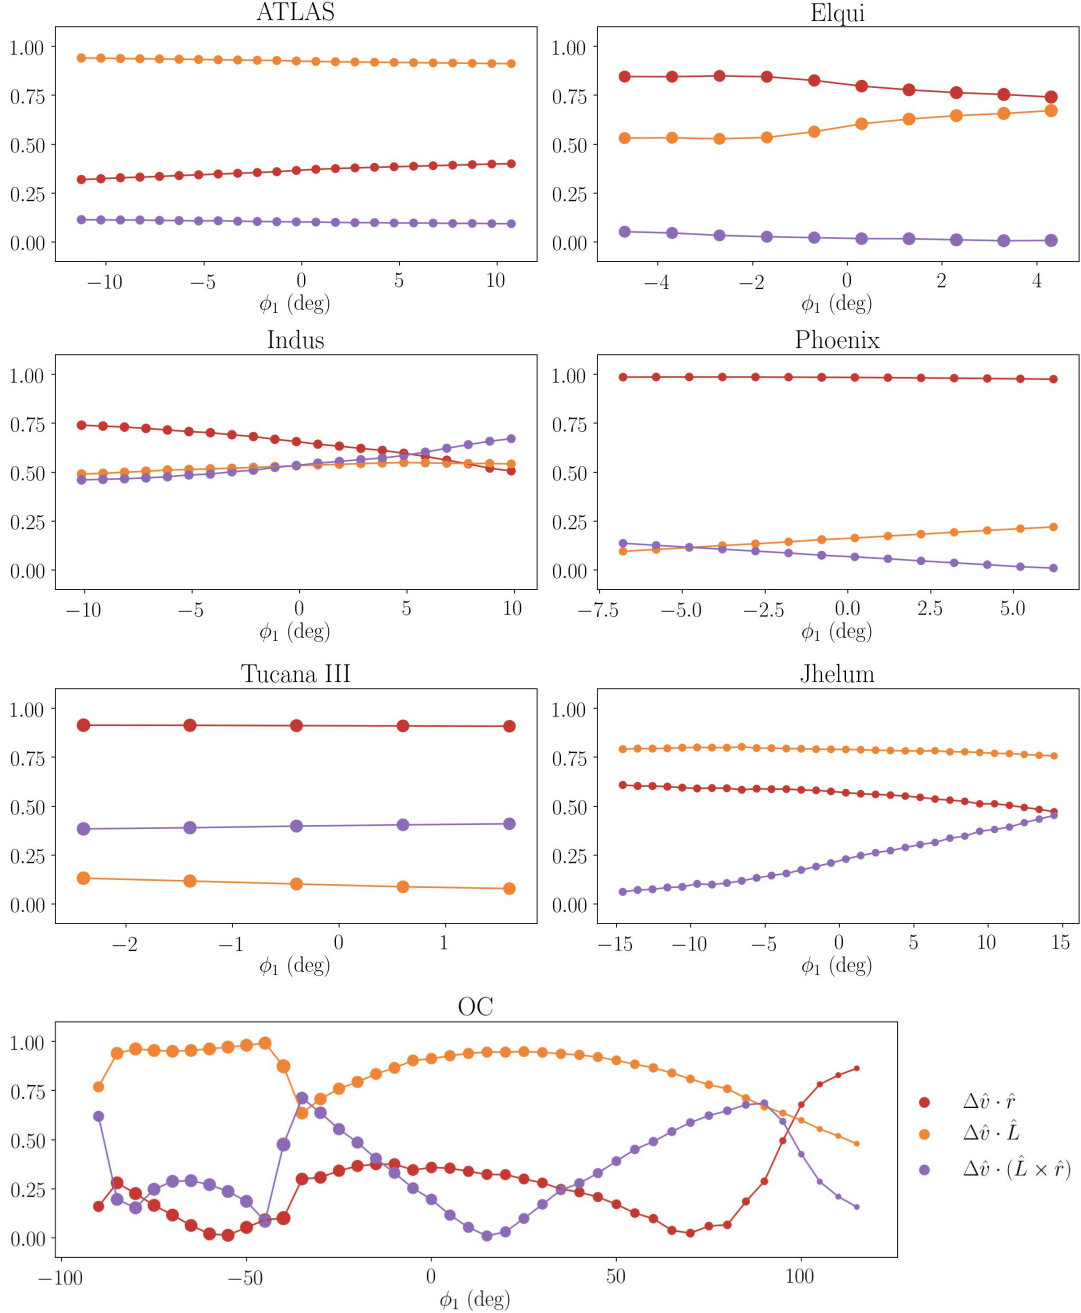 ATLAS
1.00
0.75
0.50
0.25
0.00
−10 −5 0 5 10
ϕ₁ (deg)
Elqui
1.00
0.75
0.50
0.25
0.00
−4 −2 0 2 4
ϕ₁ (deg)
Indus
1.00
0.75
0.50
0.25
0.00
−10 −5 0 5 10
ϕ₁ (deg)
Phoenix
1.00
0.75
0.50
0.25
0.00
−7.5 −5.0 −2.5 0.0 2.5 5.0
ϕ₁ (deg)
Tucana III
1.00
0.75
0.50
0.25
0.00
−2 −1 0 1
ϕ₁ (deg)
Jhelum
1.00
0.75
0.50
0.25
0.00
−15 −10 −5 0 5 10 15
ϕ₁ (deg)
OC
1.00
0.75
0.50
0.25
0.00
−100 −50 0 50 100
ϕ₁ (deg)
Δv̂ · r̂
Δv̂ · L̂
Δv̂ · (L̂ × r̂)